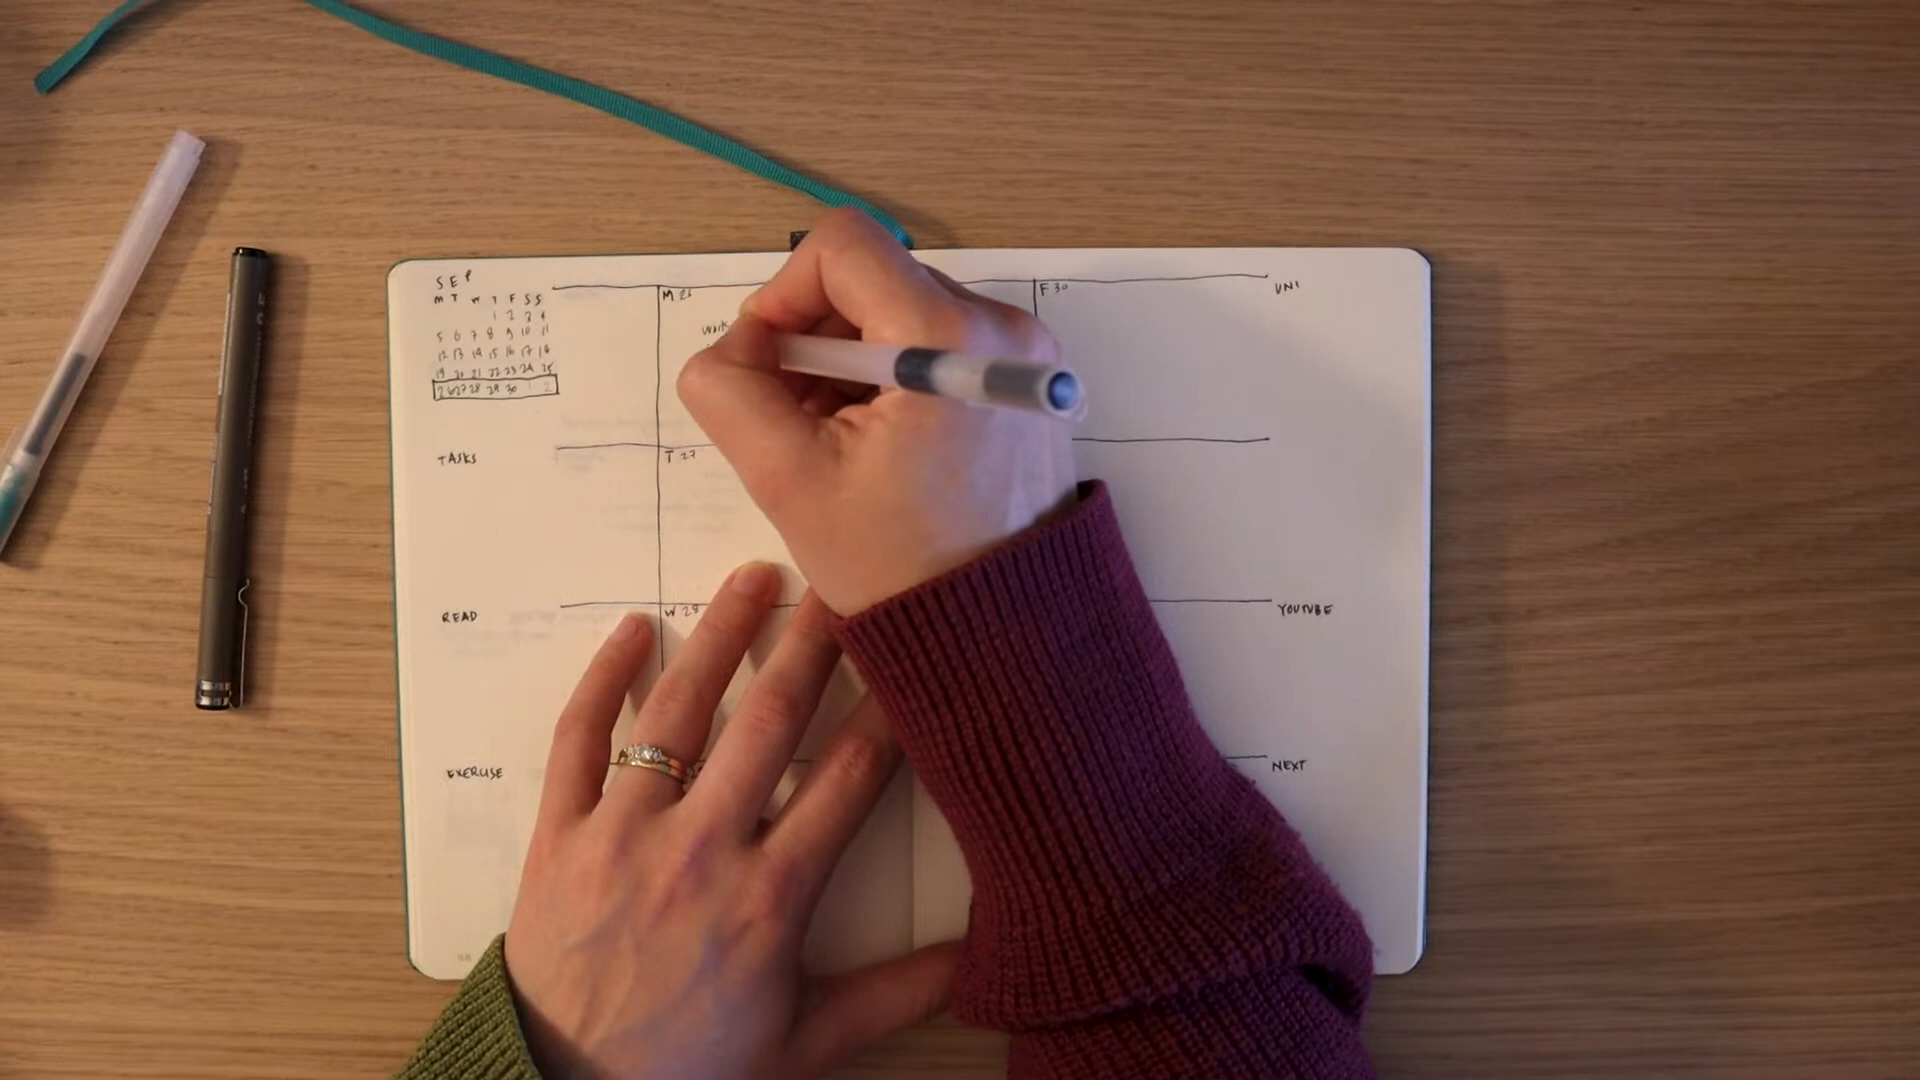 SEP
M T W T F S S
1 2 3 4
5 6 7 8 9 10 11
12 13 14 15 16 17 18
19 20 21 22 23 24 25
26 27 28 29 30 2
TASKS
READ
EXERCISE
M 26
work
T 27
W 28
F 30
UNI
YOUTUBE
NEXT